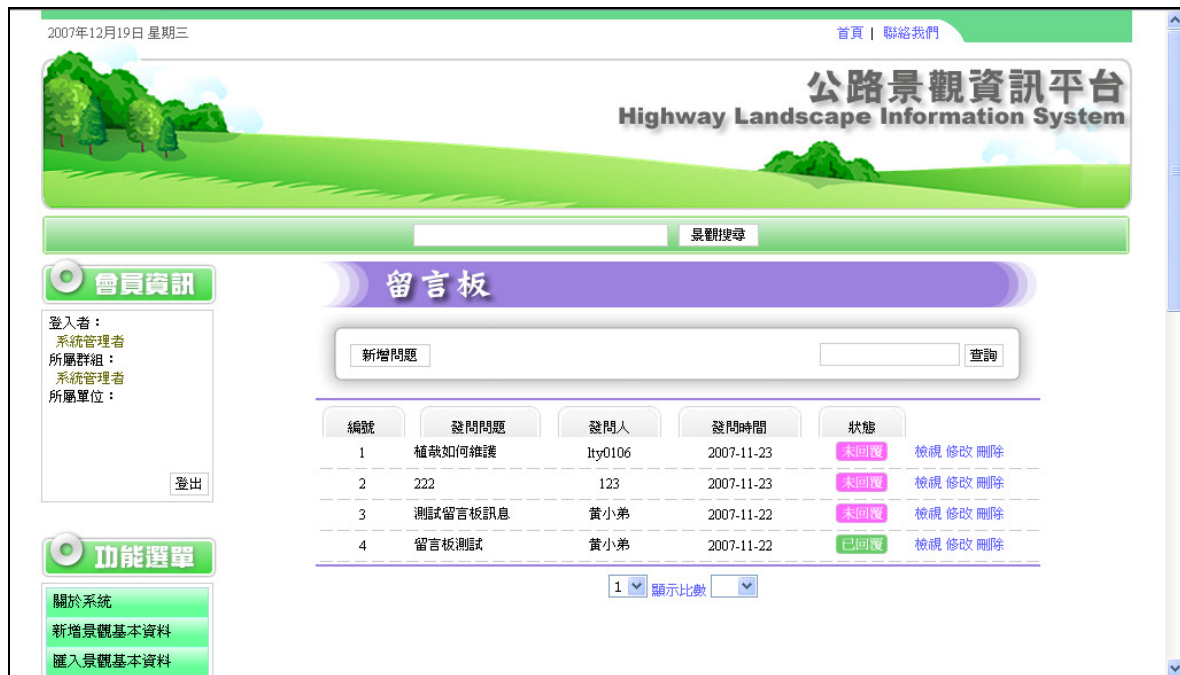 2007年12月19日 星期三
首頁 | 聯絡我們
公路景觀資訊平台
Highway Landscape Information System
景觀搜尋
會員資訊
登入者：
系統管理者
所屬群組：
系統管理者
所屬單位：
登出
功能選單
關於系統
新增景觀基本資料
匯入景觀基本資料
留言板
新增問題
查詢
編號 發問問題 發問人 發問時間 狀態
1 植哉如何維護 lty0106 2007-11-23 未回覆 檢視 修改 刪除
2 222 123 2007-11-23 未回覆 檢視 修改 刪除
3 測試留言板訊息 黃小弟 2007-11-22 未回覆 檢視 修改 刪除
4 留言板測試 黃小弟 2007-11-22 已回覆 檢視 修改 刪除
1 顯示比數